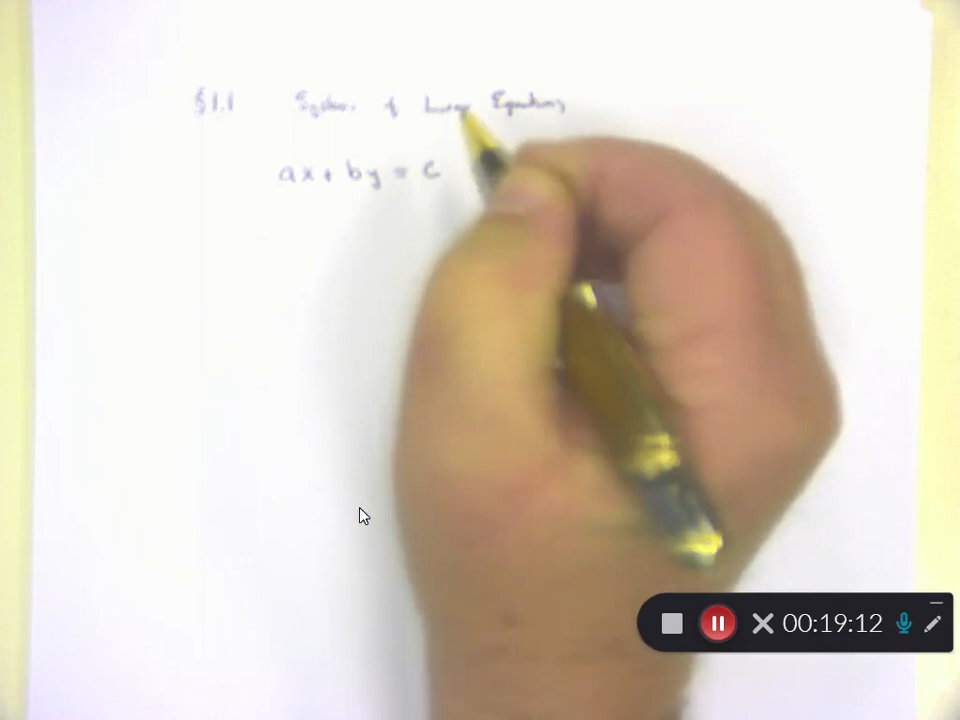 §1.1 Systems of Linear Equations
ax + by = c
00:19:12